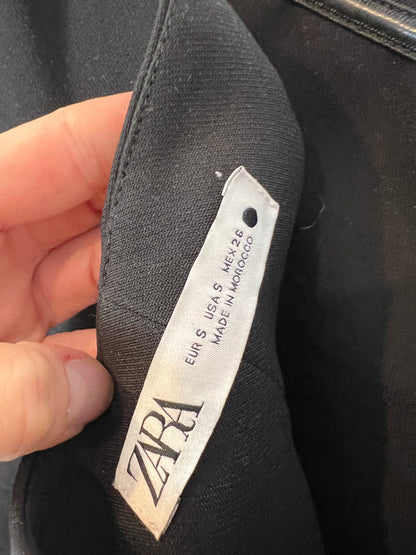 ZARA
EUR S USA S MEX 26
MADE IN MOROCCO